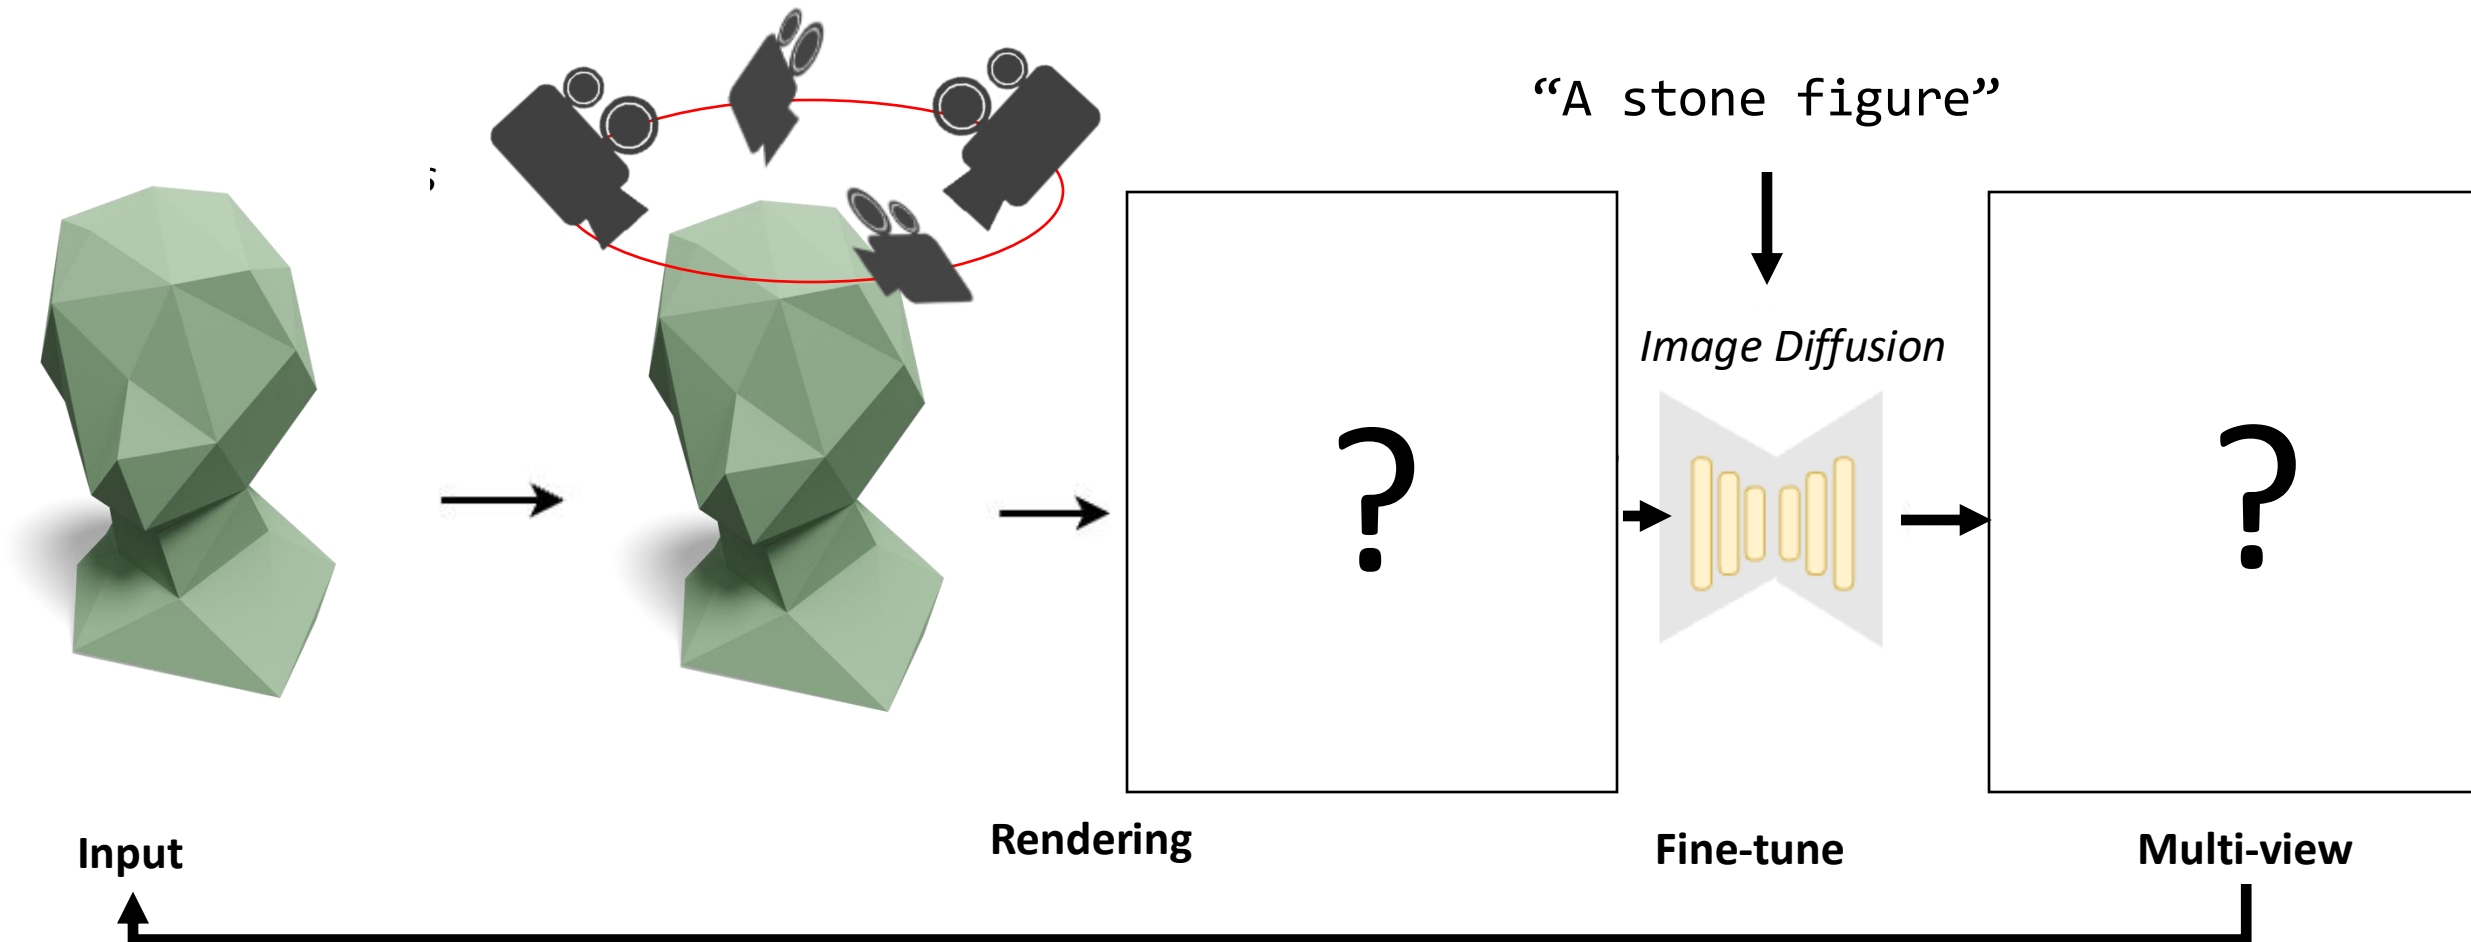 “A stone figure”
Image Diffusion
?
?
Input
Rendering
Fine-tune
Multi-view